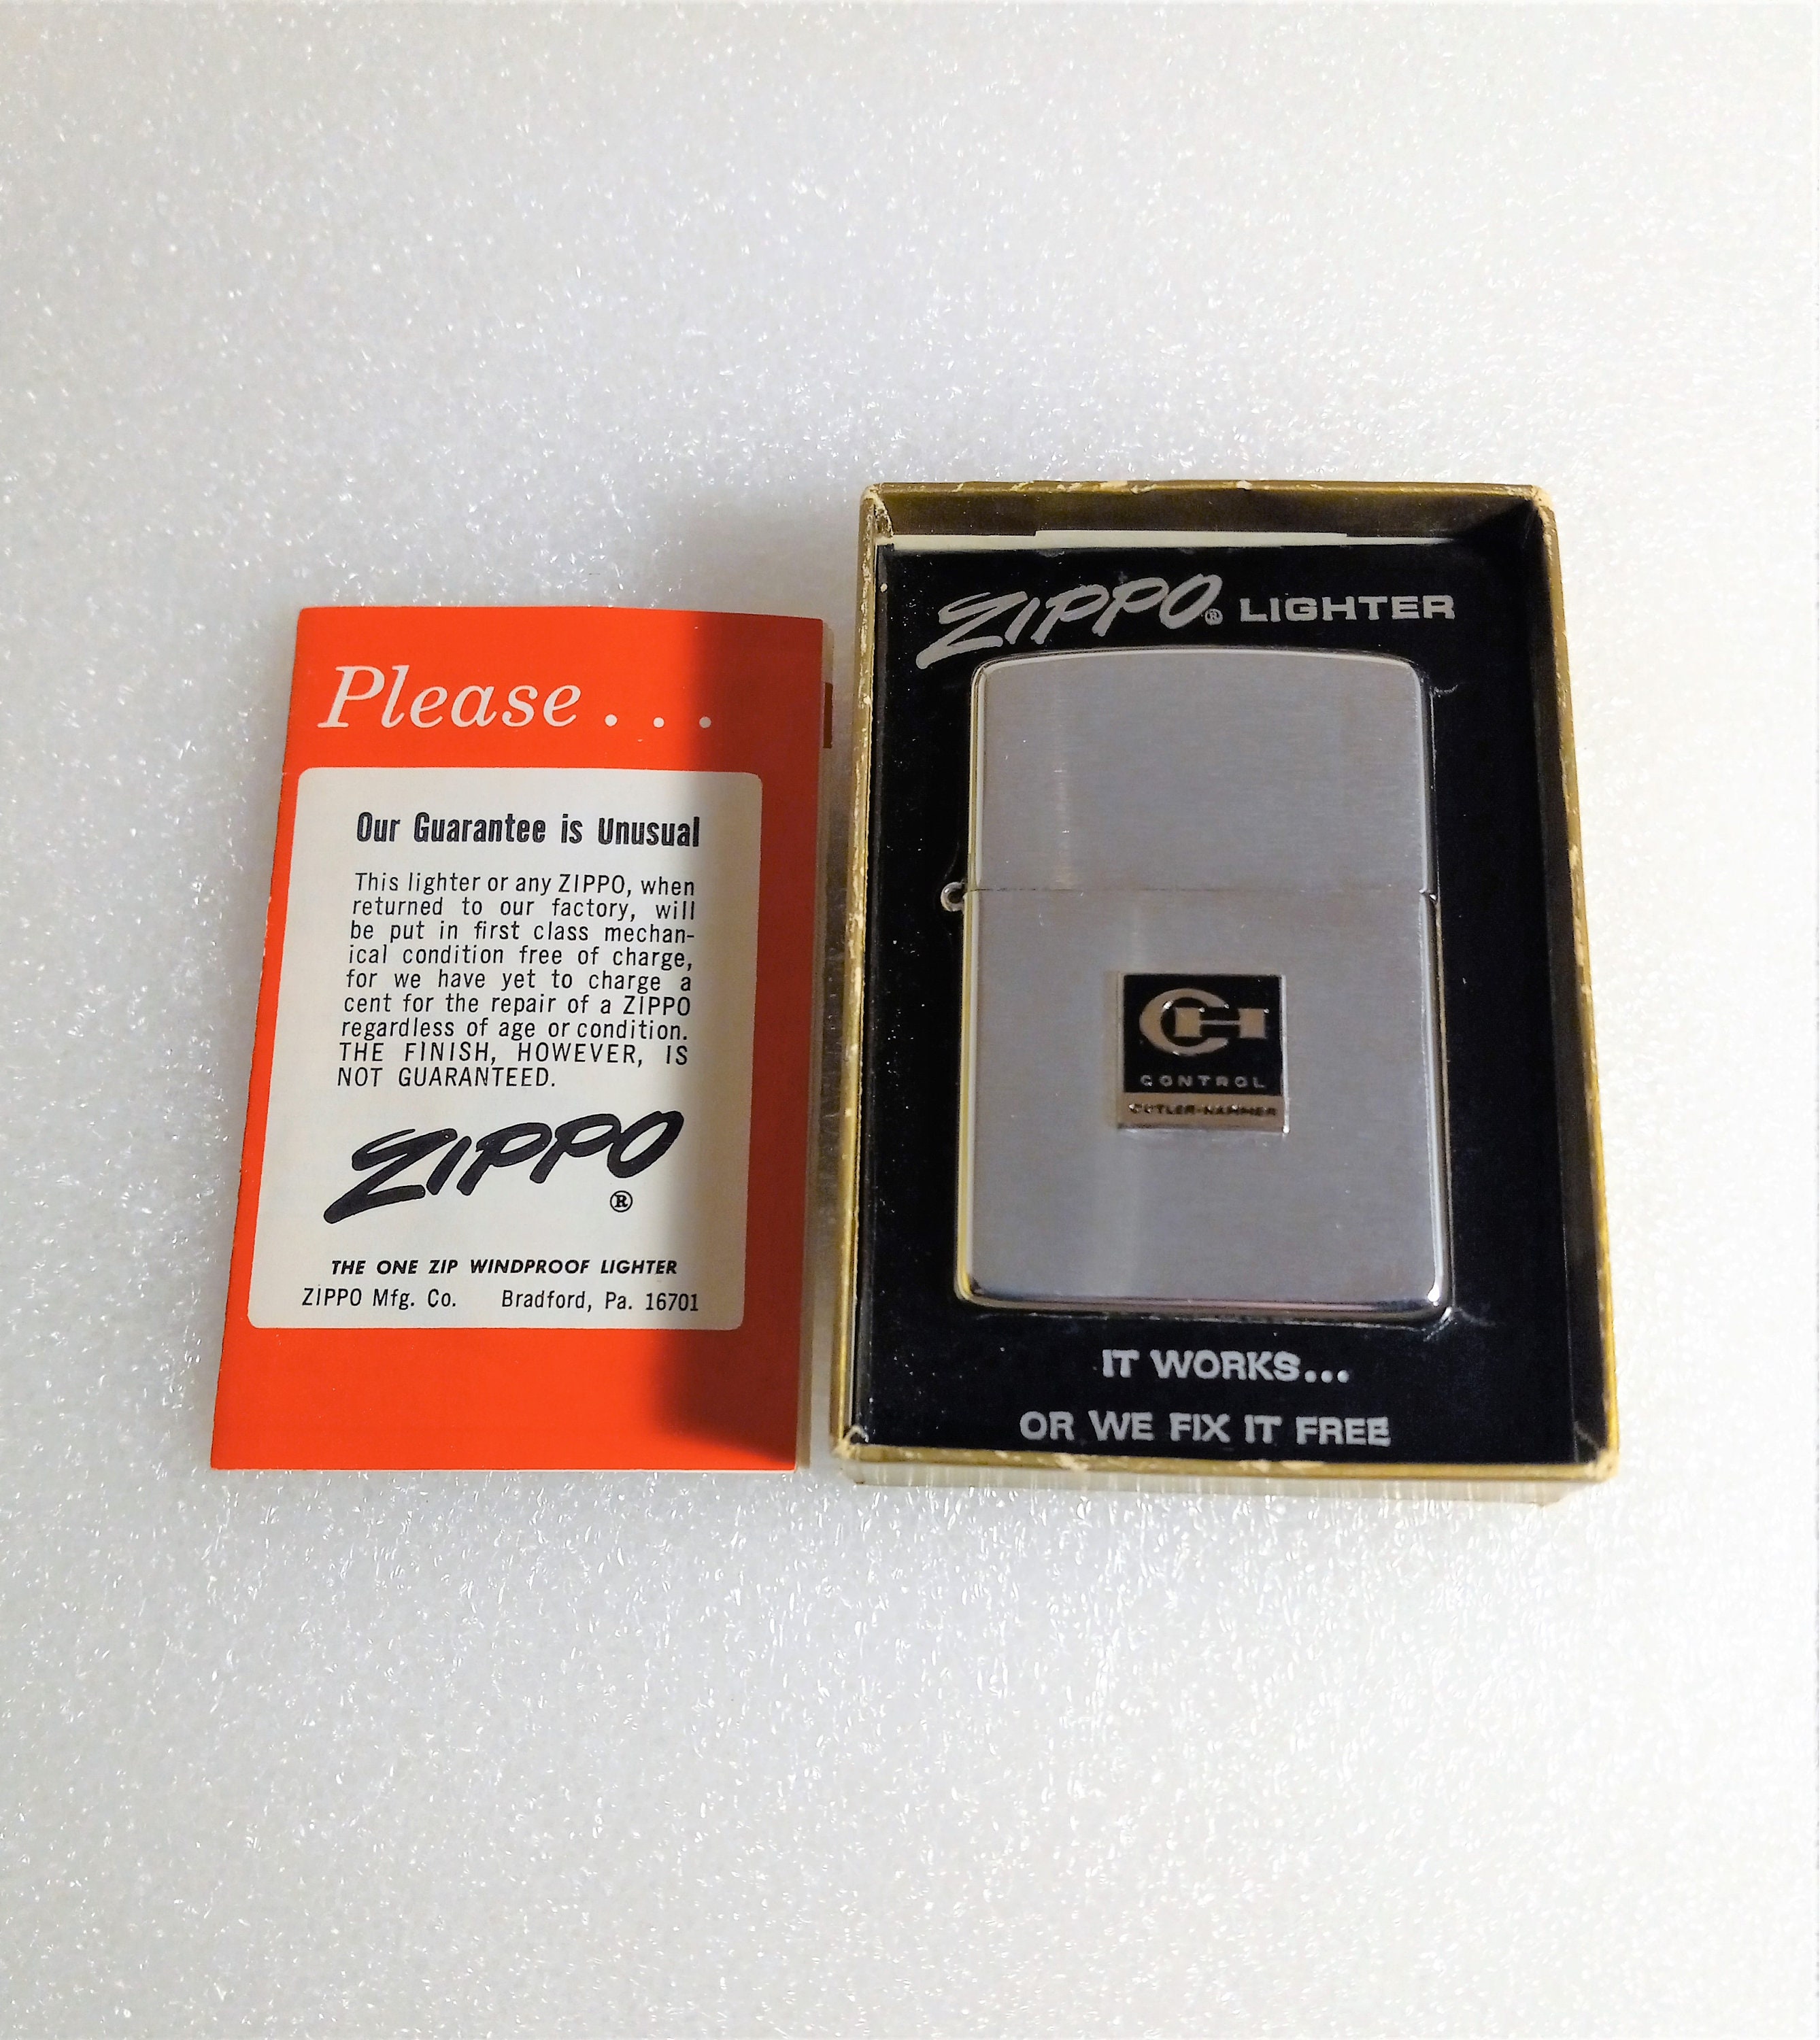 Please . . .
Our Guarantee is Unusual
This lighter or any ZIPPO, when
returned to our factory, will
be put in first class mechan-
ical condition free of charge,
for we have yet to charge a
cent for the repair of a ZIPPO
regardless of age or condition.
THE FINISH, HOWEVER, IS
NOT GUARANTEED.
ZIPPO
®
THE ONE ZIP WINDPROOF LIGHTER
ZIPPO Mfg. Co. Bradford, Pa. 16701
ZIPPO® LIGHTER
CH
CONTROL
CUTLER-HAMMER
IT WORKS...
OR WE FIX IT FREE